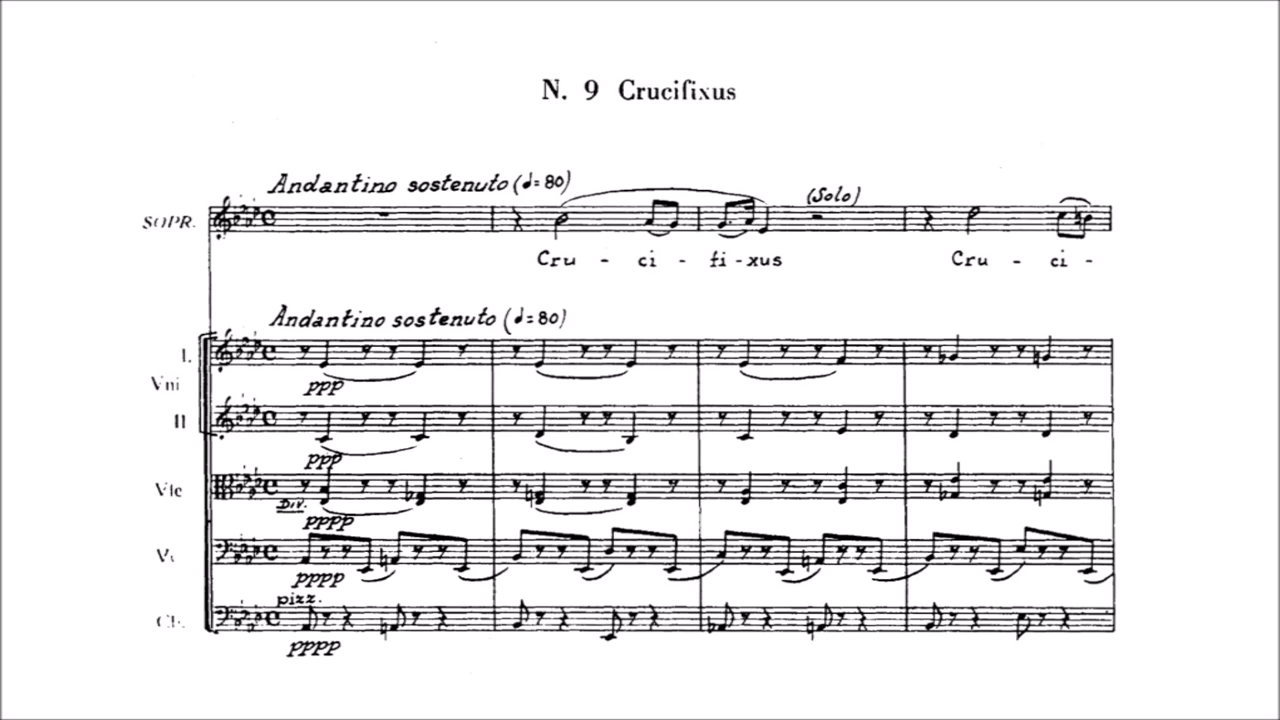 N. 9 Crucifixus
Andantino sostenuto (♩=80)
(Solo)
SOPR.
Cru - ci - fi - xus Cru - ci -
Andantino sostenuto (♩=80)
I.
Vni
ppp
II
ppp
Vle
Div.
pppp
pppp
pizz.
CB.
pppp